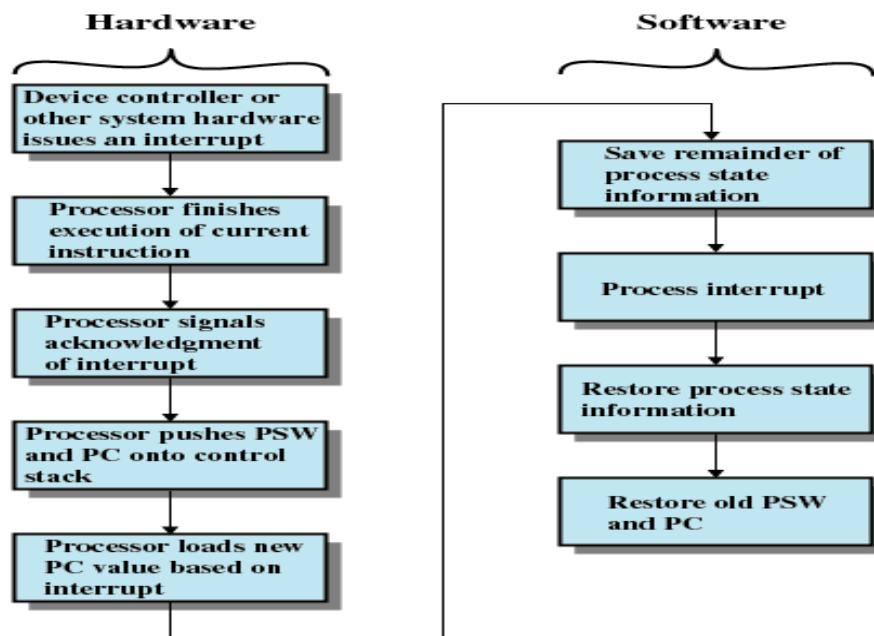 Hardware
Device controller or
other system hardware
issues an interrupt
Processor finishes
execution of current
instruction
Processor signals
acknowledgment
of interrupt
Processor pushes PSW
and PC onto control
stack
Processor loads new
PC value based on
interrupt
Software
Save remainder of
process state
information
Process interrupt
Restore process state
information
Restore old PSW
and PC